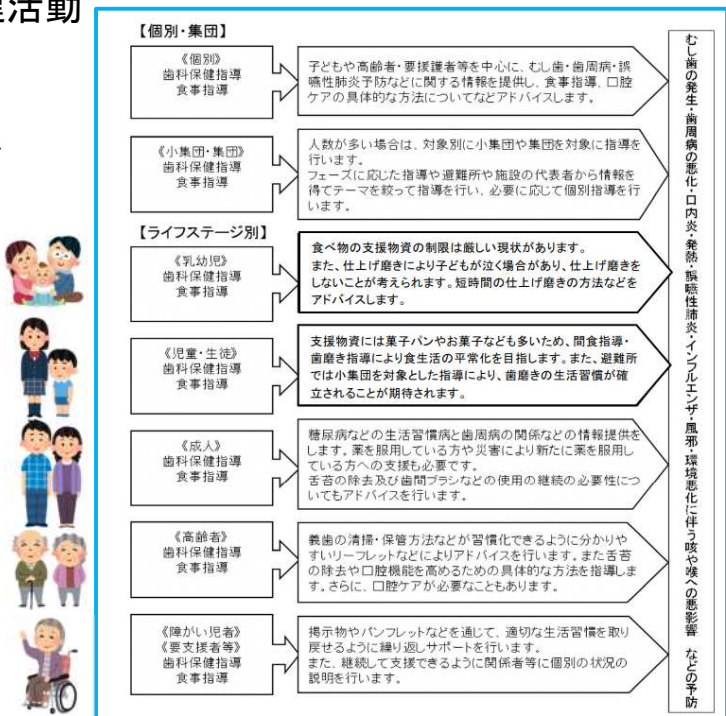 活動
【個別・集団】
《個別》
歯科保健指導
食事指導
子どもや高齢者・要援護者等を中心に、むし歯・歯周病・誤
嚥性肺炎予防などに関する情報を提供し、食事指導、口腔
ケアの具体的な方法についてなどアドバイスします。
《小集団・集団》
歯科保健指導
食事指導
人数が多い場合は、対象別に小集団や集団を対象に指導を
行います。
フェーズに応じた指導や避難所や施設の代表者から情報を
得てテーマを絞って指導を行い、必要に応じて個別指導を行
います。
【ライフステージ別】
《乳幼児》
歯科保健指導
食事指導
食べ物の支援物資の制限は厳しい現状があります。
また、仕上げ磨きにより子どもが泣く場合があり、仕上げ磨きを
しないことが考えられます。短時間の仕上げ磨きの方法などを
アドバイスします。
《児童・生徒》
歯科保健指導
食事指導
支援物資には菓子パンやお菓子なども多いため、間食指導・
歯磨き指導により食生活の平常化を目指します。また、避難所
では小集団を対象とした指導により、歯磨きの生活習慣が確
立されることが期待されます。
《成人》
歯科保健指導
食事指導
糖尿病などの生活習慣病と歯周病の関係などの情報提供を
します。薬を服用している方や災害により新たに薬を服用し
ている方への支援も必要です。
舌苔の除去及び歯間ブラシなどの使用の継続の必要性につ
いてもアドバイスを行います。
《高齢者》
歯科保健指導
食事指導
義歯の清掃・保管方法などが習慣化できるように分かりや
すいリーフレットなどによりアドバイスを行います。また舌苔
の除去や口腔機能を高めるための具体的な方法を指導しま
す。さらに、口腔ケアが必要なこともあります。
《障がい児者》
《要支援者等》
歯科保健指導
食事指導
掲示物やパンフレットなどを通じて、適切な生活習慣を取り
戻せるように繰り返しサポートを行います。
また、継続して支援できるように関係者等に個別の状況の
説明を行います。
むし歯の発生・歯周病の悪化・口内炎・発熱・誤嚥性肺炎・インフルエンザ・風邪・環境悪化に伴う咳や喉への悪影響 などの予防